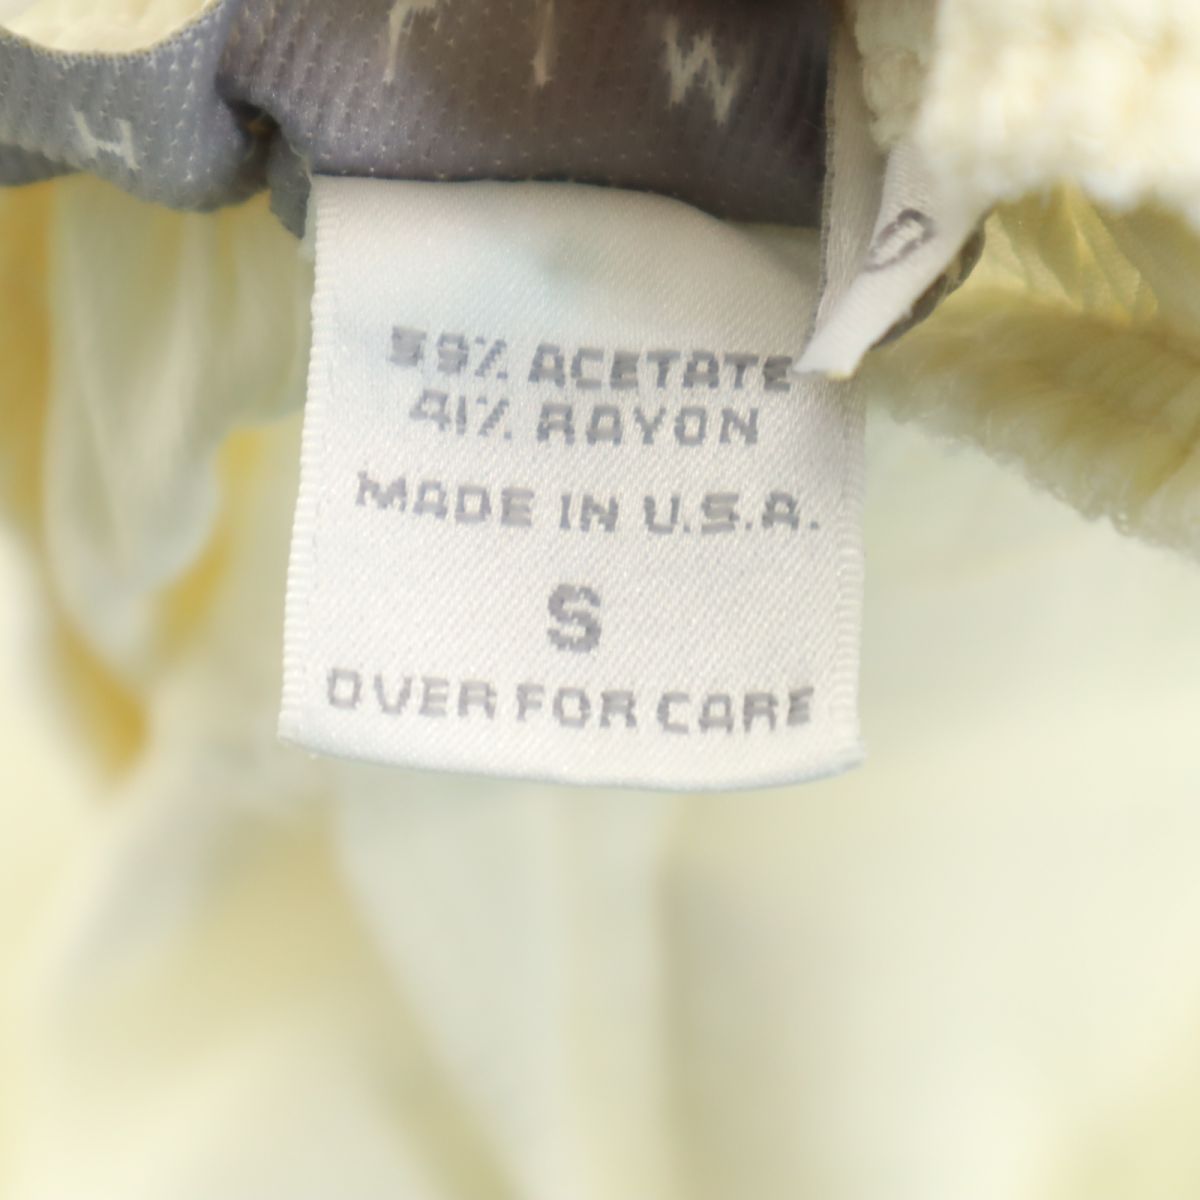 59% ACETATE
41% RAYON
MADE IN U.S.A.
S
OVER FOR CARE